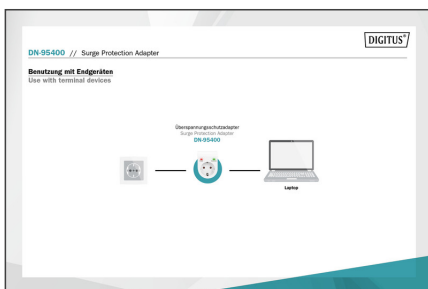 DIGITUS®
DN-95400 // Surge Protection Adapter
Benutzung mit Endgeräten
Use with terminal devices
Überspannungsschutzadapter
Surge Protection Adapter
DN-95400
Laptop